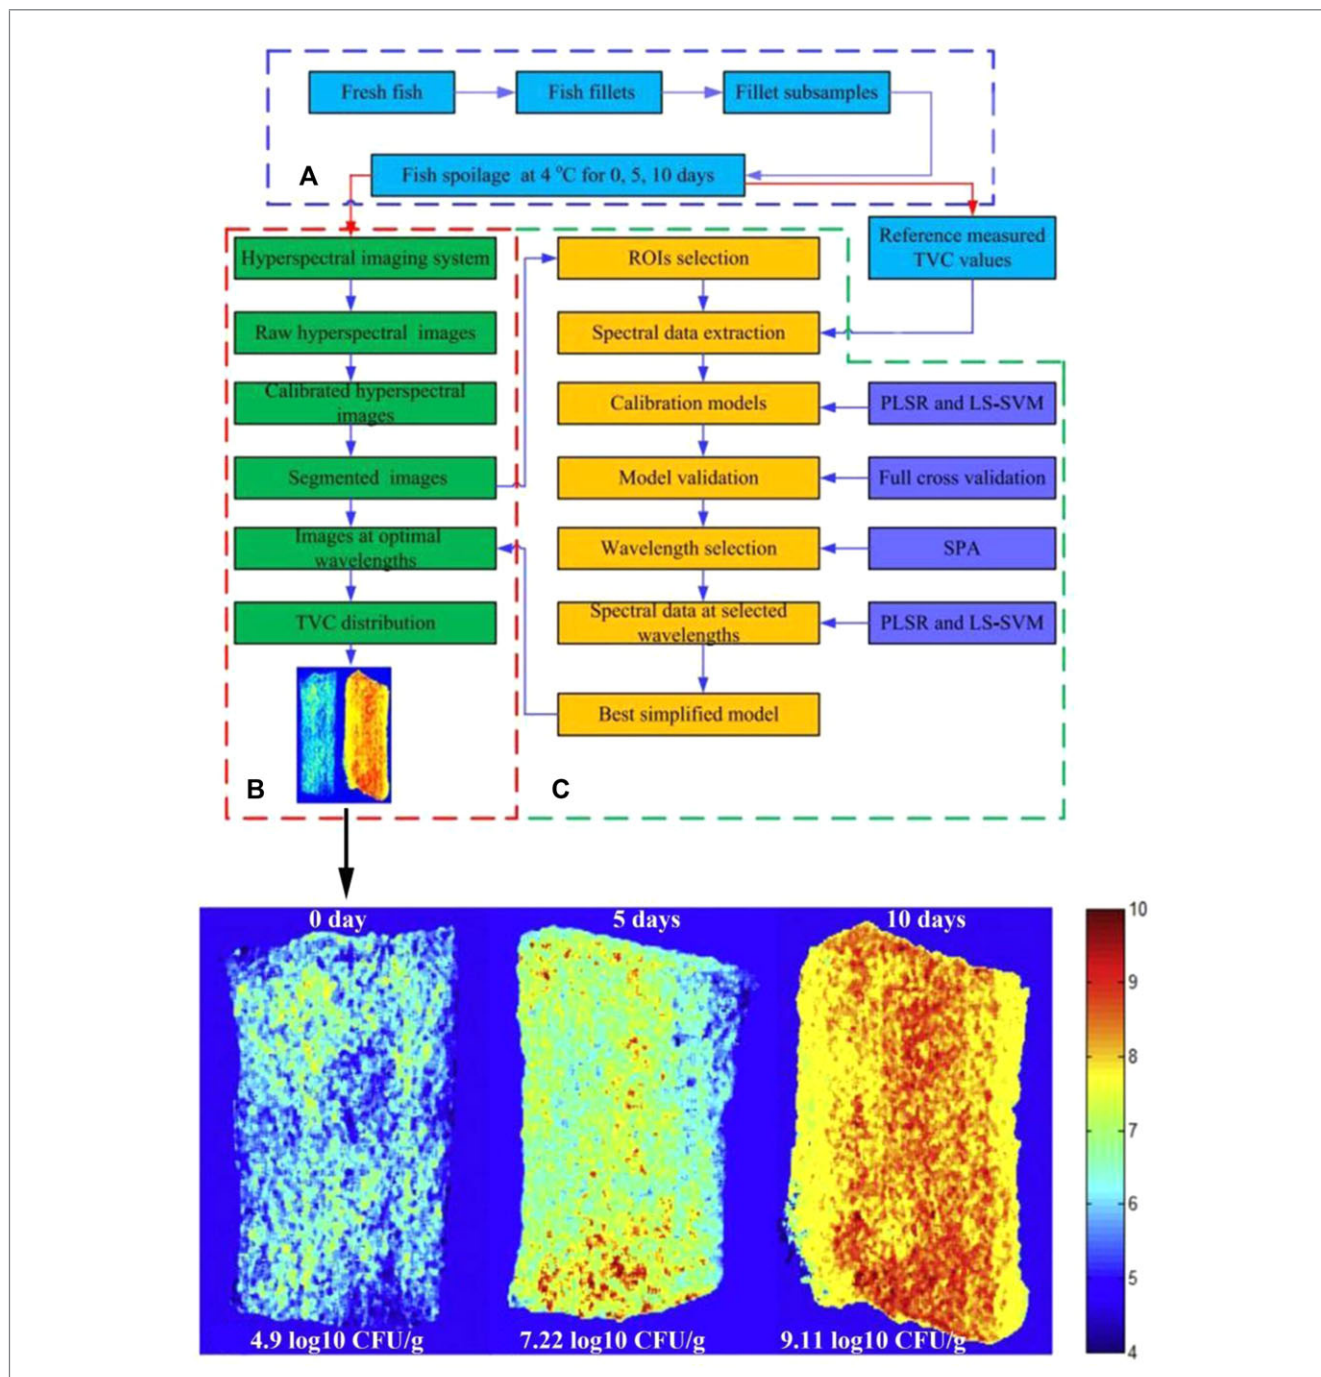 Fresh fish
Fish fillets
Fillet subsamples
A
Fish spoilage at 4 °C for 0, 5, 10 days
Reference measured
TVC values
Hyperspectral imaging system
Raw hyperspectral images
Calibrated hyperspectral
images
Segmented images
Images at optimal
wavelengths
TVC distribution
B
ROIs selection
Spectral data extraction
Calibration models
PLSR and LS-SVM
Model validation
Full cross validation
Wavelength selection
SPA
Spectral data at selected
wavelengths
PLSR and LS-SVM
Best simplified model
C
0 day
5 days
10 days
4.9 log10 CFU/g
7.22 log10 CFU/g
9.11 log10 CFU/g
10
9
8
7
6
5
4